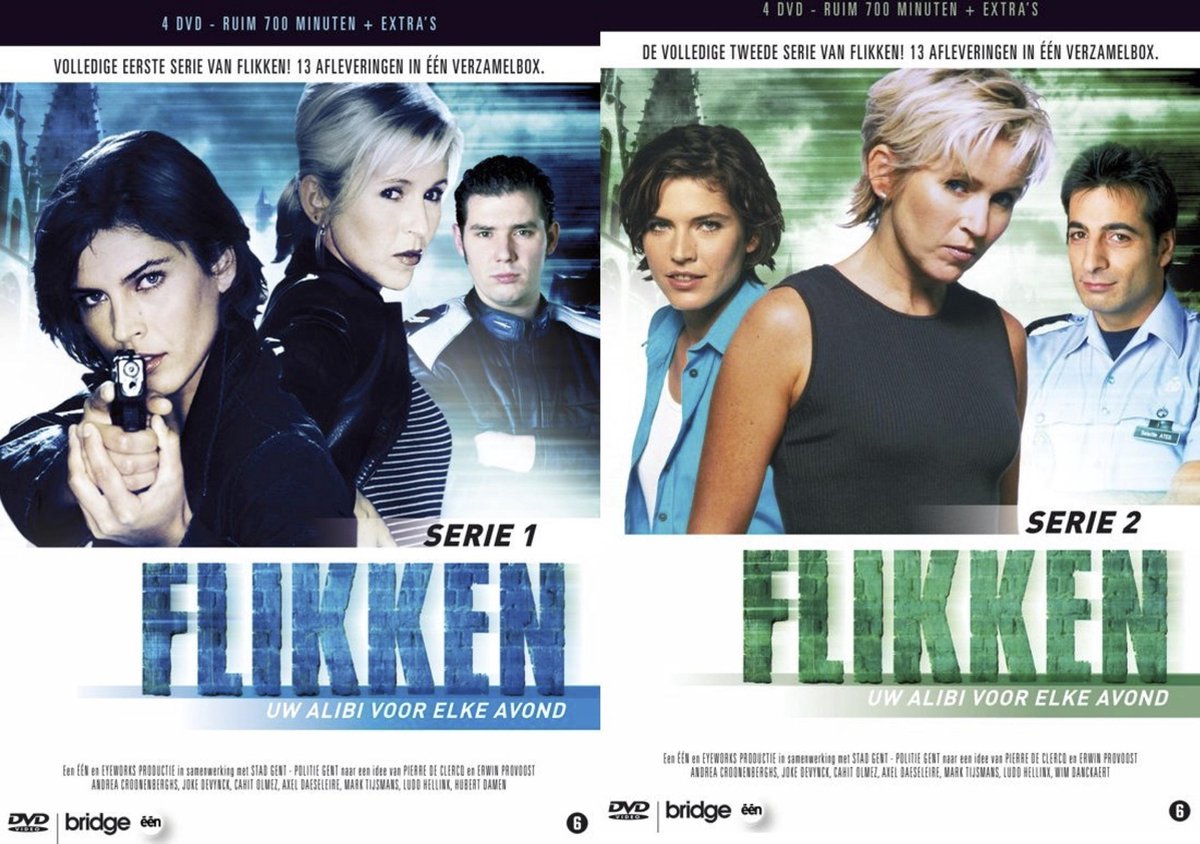 4 DVD - RUIM 700 MINUTEN + EXTRA'S
VOLLEDIGE EERSTE SERIE VAN FLIKKEN! 13 AFLEVERINGEN IN ÉÉN VERZAMELBOX.
SERIE 1
FLIKKEN
UW ALIBI VOOR ELKE AVOND
Een ÉÉN en EYEWORKS PRODUCTIE in samenwerking met STAD GENT - POLITIE GENT naar een idee van PIERRE DE CLERCQ en ERWIN PROVOOST
ANDREA CROONENBERGHS, JOKE DEVYNCK, CAHIT OLMEZ, AXEL DAESELEIRE, MARK TIJSMANS, LUDO HELLINX, HUBERT DAMEN
DVD VIDEO bridge één 6
4 DVD - RUIM 700 MINUTEN + EXTRA'S
DE VOLLEDIGE TWEEDE SERIE VAN FLIKKEN! 13 AFLEVERINGEN IN ÉÉN VERZAMELBOX.
Selattin ATES
SERIE 2
FLIKKEN
UW ALIBI VOOR ELKE AVOND
Een ÉÉN en EYEWORKS PRODUCTIE in samenwerking met STAD GENT - POLITIE GENT naar een idee van PIERRE DE CLERCQ en ERWIN PROVOOST
ANDREA CROONENBERGHS, JOKE DEVYNCK, CAHIT OLMEZ, AXEL DAESELEIRE, MARK TIJSMANS, LUDO HELLINX, WIM DANCKAERT
DVD VIDEO bridge één 6